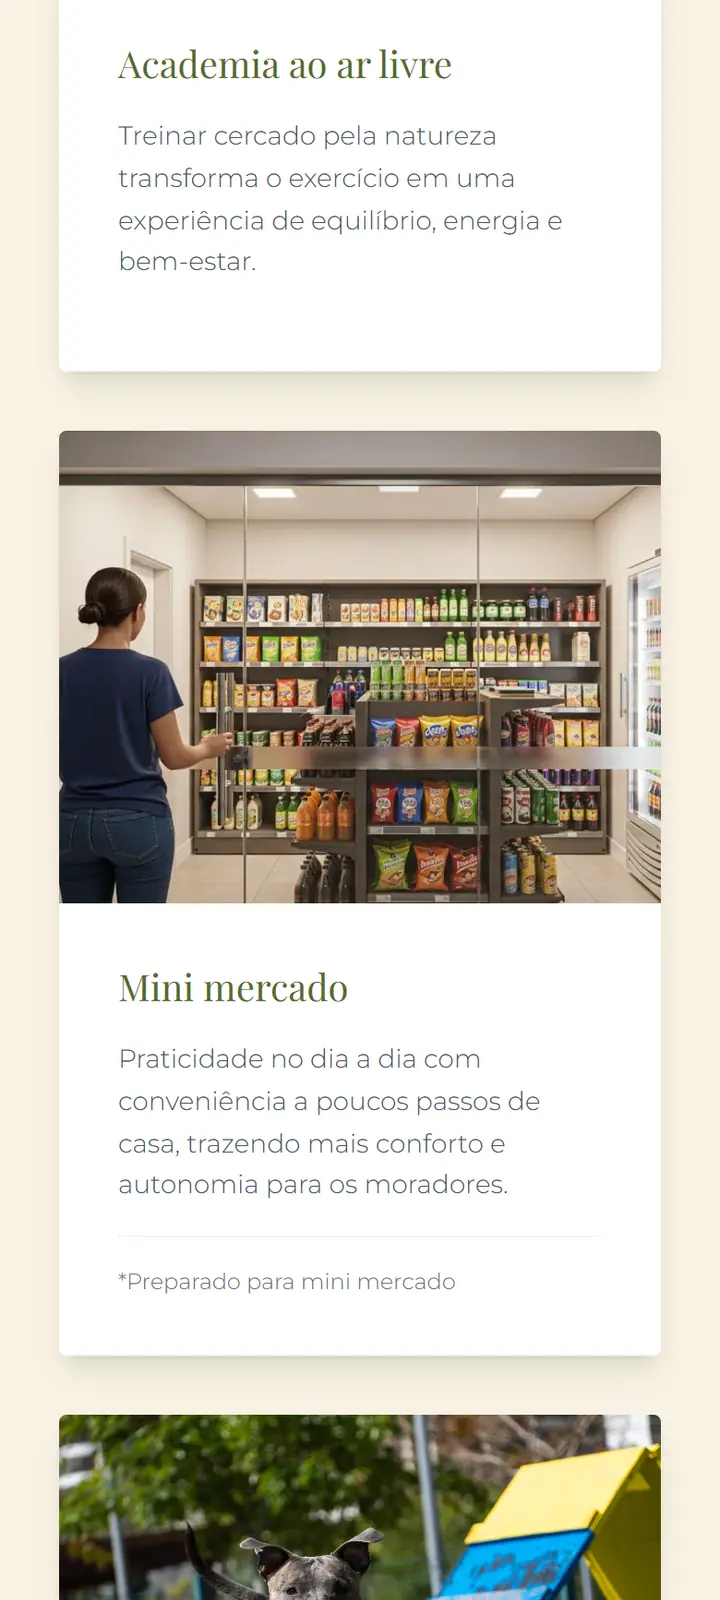 Academia ao ar livre
Treinar cercado pela natureza
transforma o exercício em uma
experiência de equilíbrio, energia e
bem-estar.
Mini mercado
Praticidade no dia a dia com
conveniência a poucos passos de
casa, trazendo mais conforto e
autonomia para os moradores.
*Preparado para mini mercado